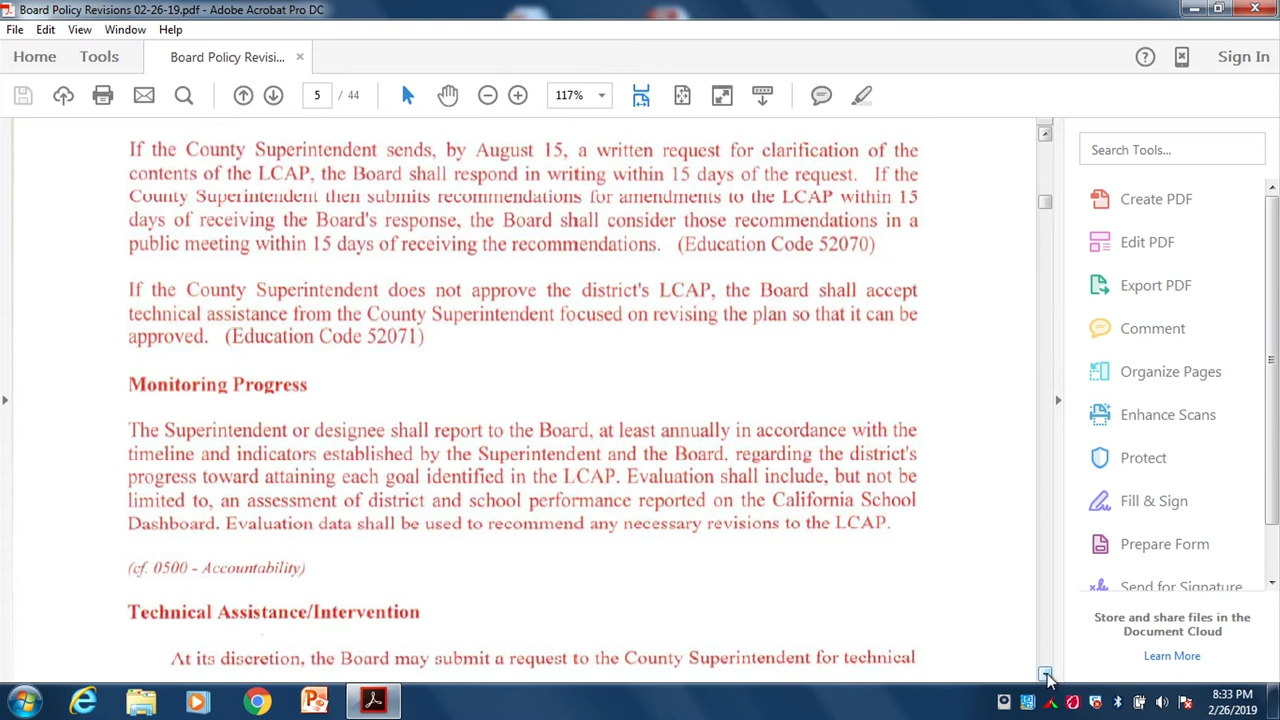 Board Policy Revisions 02-26-19.pdf - Adobe Acrobat Pro DC
File Edit View Window Help
Home Tools Board Policy Revisi... × Sign In
5 / 44 117%
If the County Superintendent sends, by August 15, a written request for clarification of the
contents of the LCAP, the Board shall respond in writing within 15 days of the request. If the
County Superintendent then submits recommendations for amendments to the LCAP within 15
days of receiving the Board's response, the Board shall consider those recommendations in a
public meeting within 15 days of receiving the recommendations. (Education Code 52070)
If the County Superintendent does not approve the district's LCAP, the Board shall accept
technical assistance from the County Superintendent focused on revising the plan so that it can be
approved. (Education Code 52071)
Monitoring Progress
The Superintendent or designee shall report to the Board, at least annually in accordance with the
timeline and indicators established by the Superintendent and the Board, regarding the district's
progress toward attaining each goal identified in the LCAP. Evaluation shall include, but not be
limited to, an assessment of district and school performance reported on the California School
Dashboard. Evaluation data shall be used to recommend any necessary revisions to the LCAP.
(cf. 0500 - Accountability)
Technical Assistance/Intervention
At its discretion, the Board may submit a request to the County Superintendent for technical
Search Tools...
Create PDF
Edit PDF
Export PDF
Comment
Organize Pages
Enhance Scans
Protect
Fill & Sign
Prepare Form
Send for Signature
Store and share files in the
Document Cloud
Learn More
8:33 PM
2/26/2019